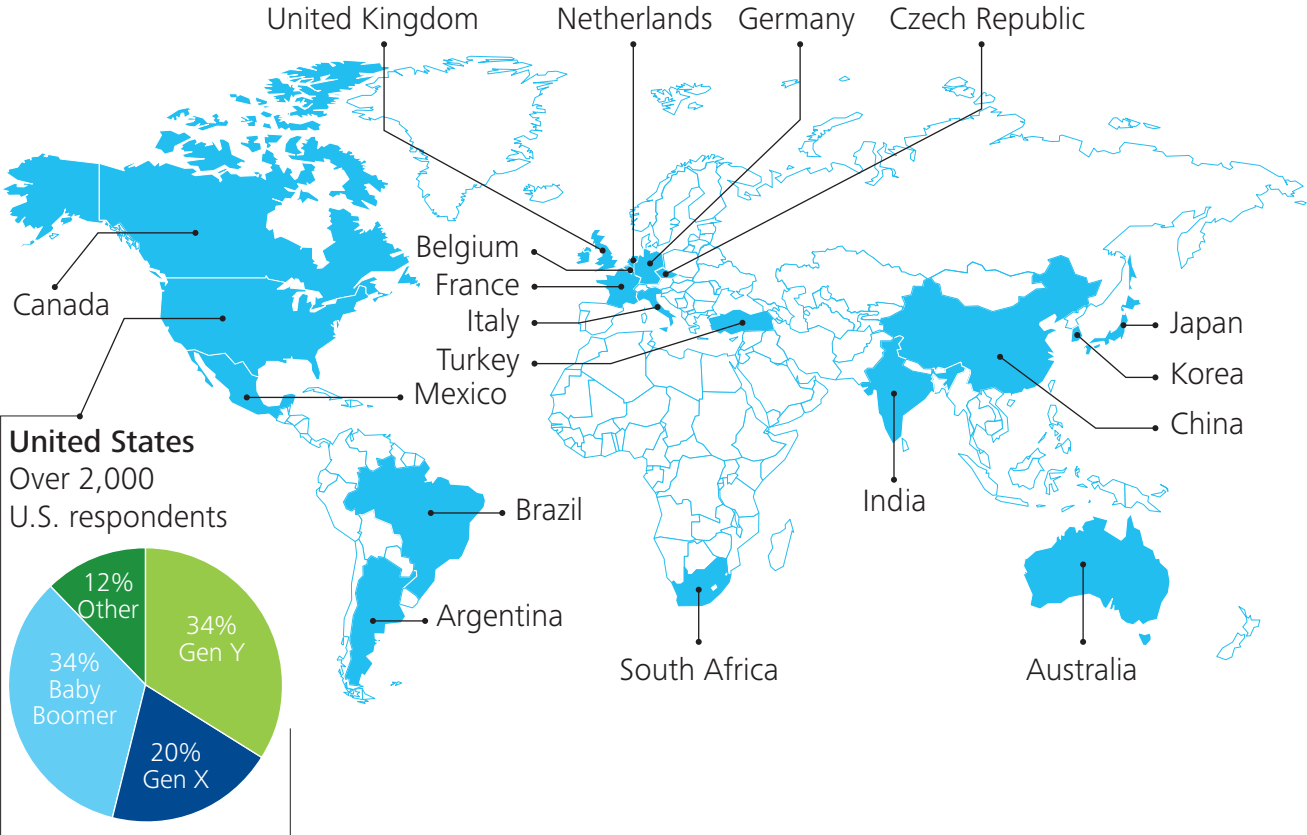 United Kingdom
Netherlands
Germany
Czech Republic
Belgium
France
Italy
Turkey
Mexico
Canada
Japan
Korea
China
United States
Over 2,000
U.S. respondents
India
Brazil
Argentina
South Africa
Australia
12%
Other
34%
Gen Y
34%
Baby
Boomer
20%
Gen X